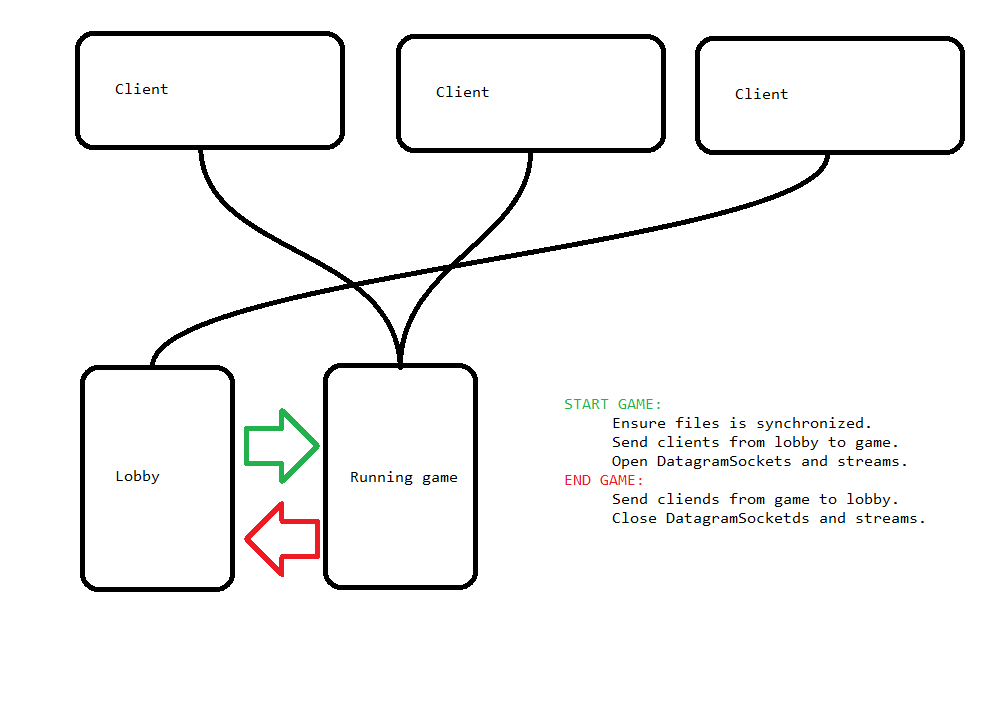 Client
Client
Client
Lobby
Running game
START GAME:
Ensure files is synchronized.
Send clients from lobby to game.
Open DatagramSockets and streams.
END GAME:
Send cliends from game to lobby.
Close DatagramSocketds and streams.